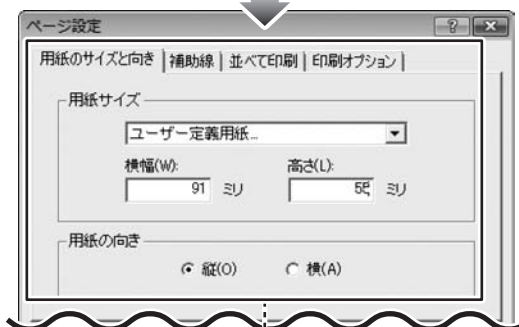 ページ設定
用紙のサイズと向き 補助線 並べて印刷 印刷オプション
用紙サイズ
ユーザー定義用紙...
横幅(W): 高さ(L):
91 ミリ 55 ミリ
用紙の向き
縦(O) 横(A)